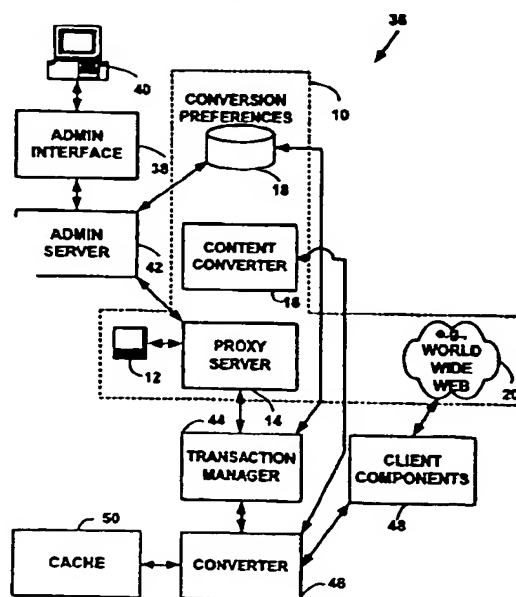 36
40
CONVERSION
PREFERENCES
10
ADMIN
INTERFACE
38
18
ADMIN
SERVER
42
CONTENT
CONVERTER
16
12
PROXY
SERVER
14
e.g.
WORLD
WIDE
WEB
20
44
TRANSACTION
MANAGER
CLIENT
COMPONENTS
48
50
CACHE
CONVERTER
46